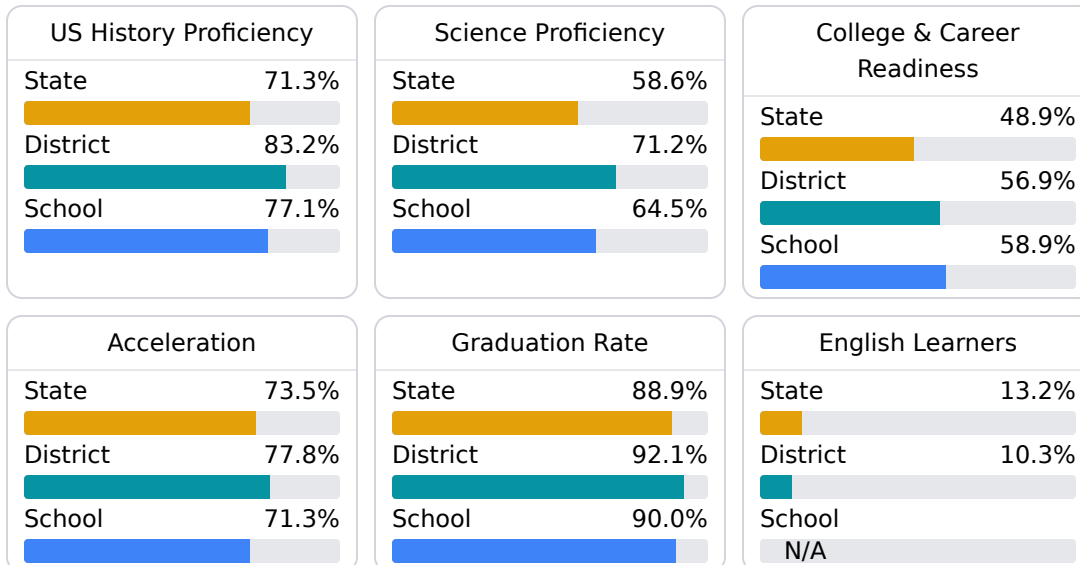 US History Proficiency
State 71.3%
District 83.2%
School 77.1%
Science Proficiency
State 58.6%
District 71.2%
School 64.5%
College & Career
Readiness
State 48.9%
District 56.9%
School 58.9%
Acceleration
State 73.5%
District 77.8%
School 71.3%
Graduation Rate
State 88.9%
District 92.1%
School 90.0%
English Learners
State 13.2%
District 10.3%
School
N/A